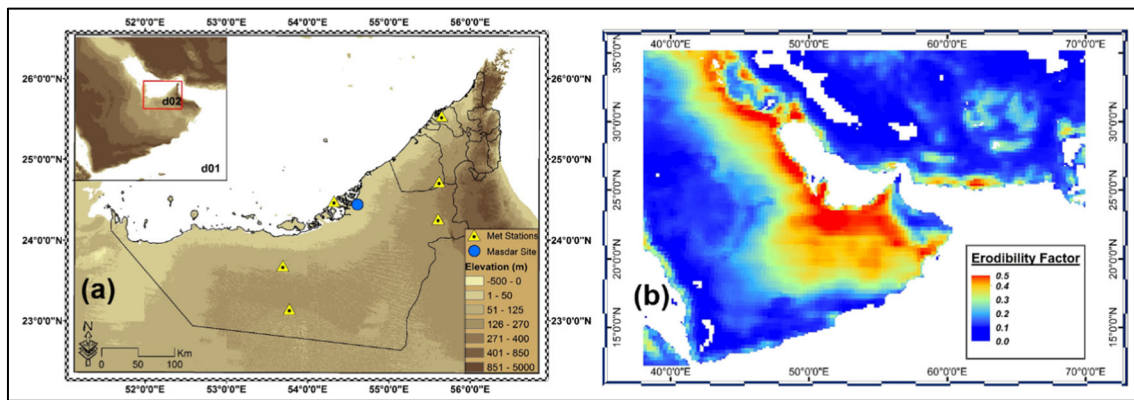 52°0'0"E 53°0'0"E 54°0'0"E 55°0'0"E 56°0'0"E
26°0'0"N
25°0'0"N
24°0'0"N
23°0'0"N
d02
d01
Met Stations
Masdar Site
Elevation (m)
-500 - 0
1 - 50
51 - 125
126 - 270
271 - 400
401 - 850
851 - 5000
(a)
N
0 50 100
Km
26°0'0"N
25°0'0"N
24°0'0"N
23°0'0"N
52°0'0"E 53°0'0"E 54°0'0"E 55°0'0"E 56°0'0"E
40°0'0"E 50°0'0"E 60°0'0"E 70°0'0"E
35°0'0"N
30°0'0"N
25°0'0"N
20°0'0"N
15°0'0"N
(b)
Erodibility Factor
0.5
0.4
0.3
0.2
0.1
0.0
35°0'0"N
30°0'0"N
25°0'0"N
20°0'0"N
15°0'0"N
40°0'0"E 50°0'0"E 60°0'0"E 70°0'0"E